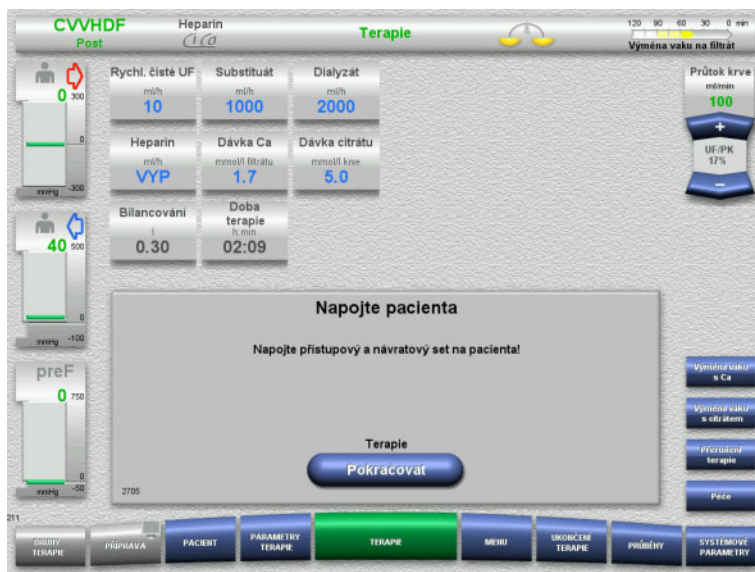 CVVHDF
Post
Heparin
Ci Ca
Terapie
120 90 60 30 0 min
Výměna vaku na filtrát
0
300
0
-300
mmHg
Rychl. čisté UF
ml/h
10
Substituát
ml/h
1000
Dialyzát
ml/h
2000
Průtok krve
ml/min
100
+
UF/PK
17%
–
Heparin
ml/h
VYP
Dávka Ca
mmol/l filtrátu
1.7
Dávka citrátu
mmol/l krve
5.0
Bilancování
l
0.30
Doba
terapie
h:min
02:09
40
500
0
-100
mmHg
preF
0
750
0
-50
mmHg
Napojte pacienta
Napojte přístupový a návratový set na pacienta!
Terapie
Pokračovat
2705
Výměna vaku
s Ca
Výměna vaku
s citrátem
Přerušení
terapie
Péče
211
DRUHY
TERAPIE
PŘÍPRAVA
PACIENT
PARAMETRY
TERAPIE
TERAPIE
MENU
UKONČENÍ
TERAPIE
PRŮBĚHY
SYSTÉMOVÉ
PARAMETRY